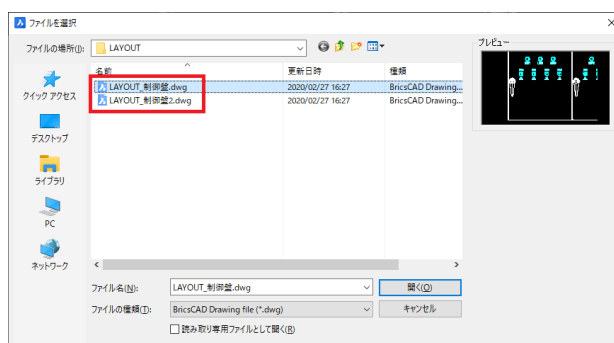 ファイルを選択
ファイルの場所(I):
LAYOUT
プレビュー
名前
更新日時
種類
LAYOUT_制御盤.dwg
2020/02/27 16:27
BricsCAD Drawing...
LAYOUT_制御盤2.dwg
2020/02/27 16:27
BricsCAD Drawing...
クイック アクセス
デスクトップ
ライブラリ
PC
ネットワーク
ファイル名(N):
LAYOUT_制御盤.dwg
開く(O)
ファイルの種類(T):
BricsCAD Drawing file (*.dwg)
キャンセル
読み取り専用ファイルとして開く(R)